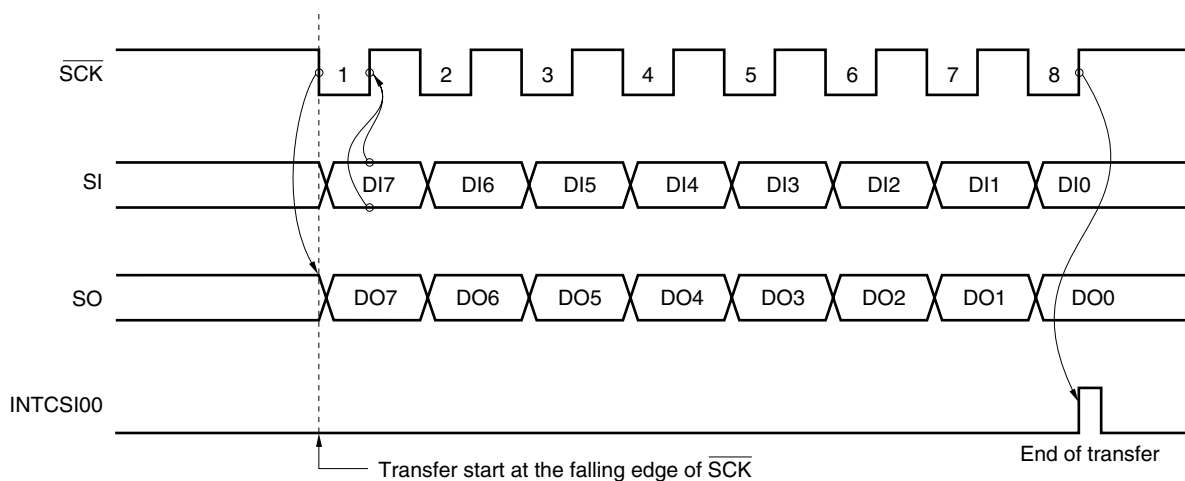 SCK 1 2 3 4 5 6 7 8
SI DI7 DI6 DI5 DI4 DI3 DI2 DI1 DI0
SO DO7 DO6 DO5 DO4 DO3 DO2 DO1 DO0
INTCSI00
End of transfer
Transfer start at the falling edge of SCK